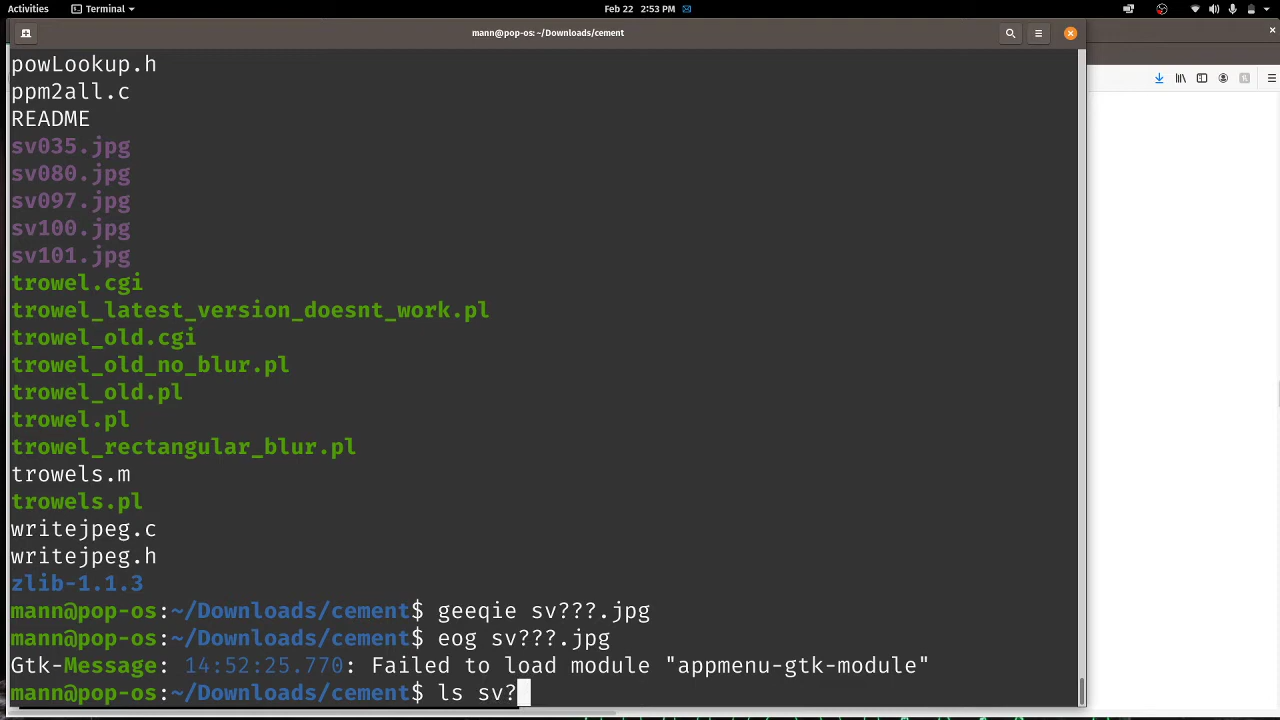 Activities Terminal Feb 22 2:53 PM
mann@pop-os: ~/Downloads/cement
powLookup.h
ppm2all.c
README
sv035.jpg
sv080.jpg
sv097.jpg
sv100.jpg
sv101.jpg
trowel.cgi
trowel_latest_version_doesnt_work.pl
trowel_old.cgi
trowel_old_no_blur.pl
trowel_old.pl
trowel.pl
trowel_rectangular_blur.pl
trowels.m
trowels.pl
writejpeg.c
writejpeg.h
zlib-1.1.3
mann@pop-os:~/Downloads/cement$ geeqie sv???.jpg
mann@pop-os:~/Downloads/cement$ eog sv???.jpg
Gtk-Message: 14:52:25.770: Failed to load module "appmenu-gtk-module"
mann@pop-os:~/Downloads/cement$ ls sv?